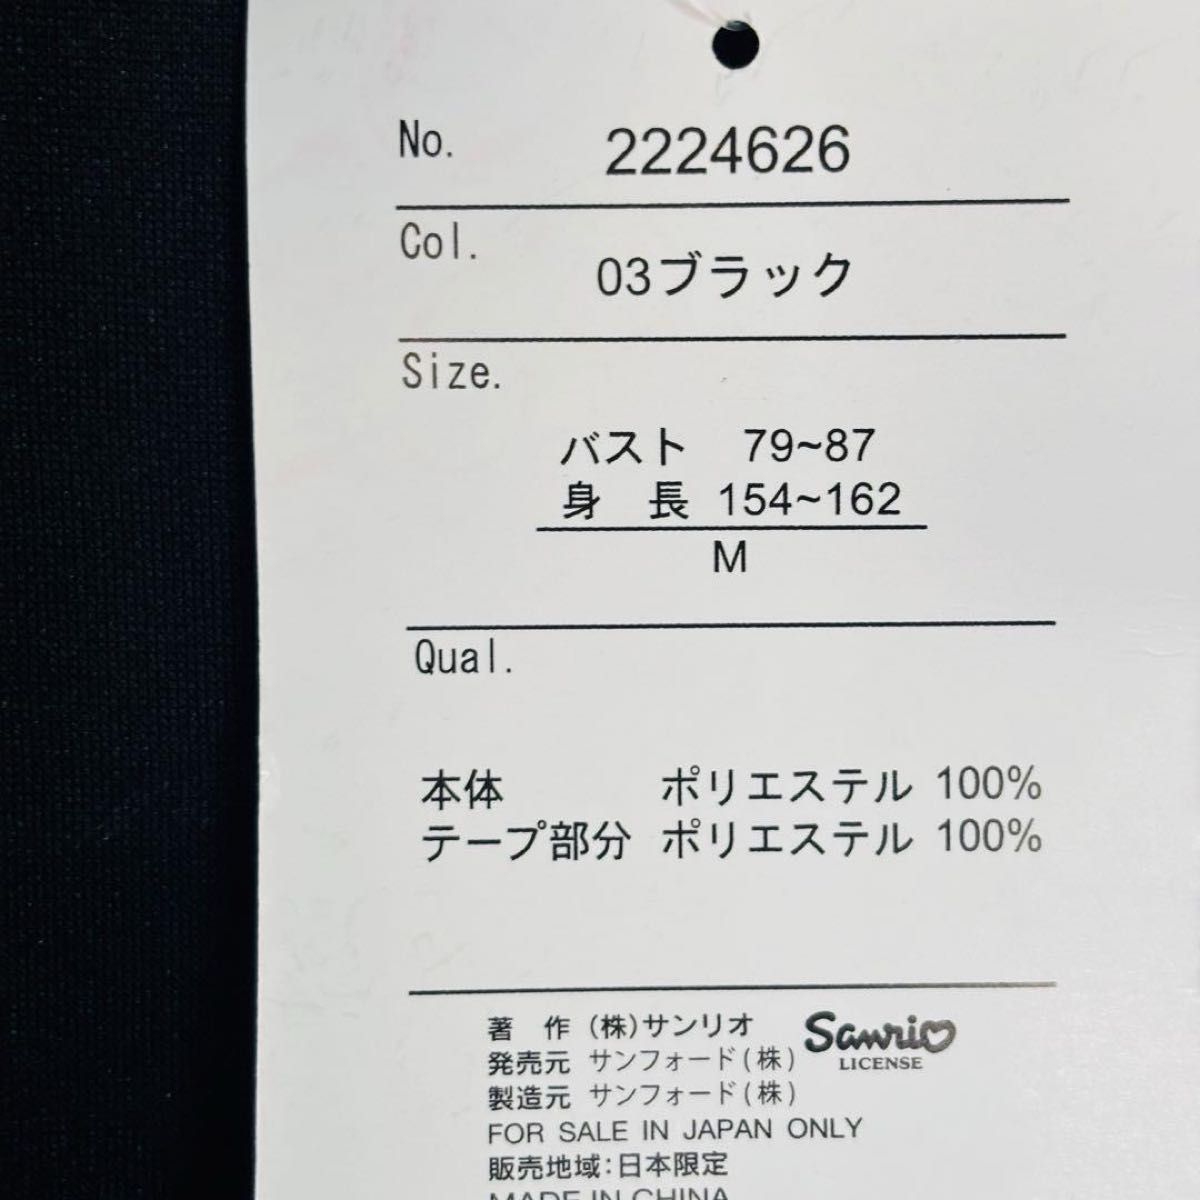 No. 2224626
Col. 03ブラック
Size.
バスト 79~87
身 長 154~162
M
Qual.
本体 ポリエステル 100%
テープ部分 ポリエステル 100%
著 作 (株)サンリオ
Sanrio
LICENSE
発売元 サンフォード(株)
製造元 サンフォード(株)
FOR SALE IN JAPAN ONLY
販売地域:日本限定
MADE IN CHINA